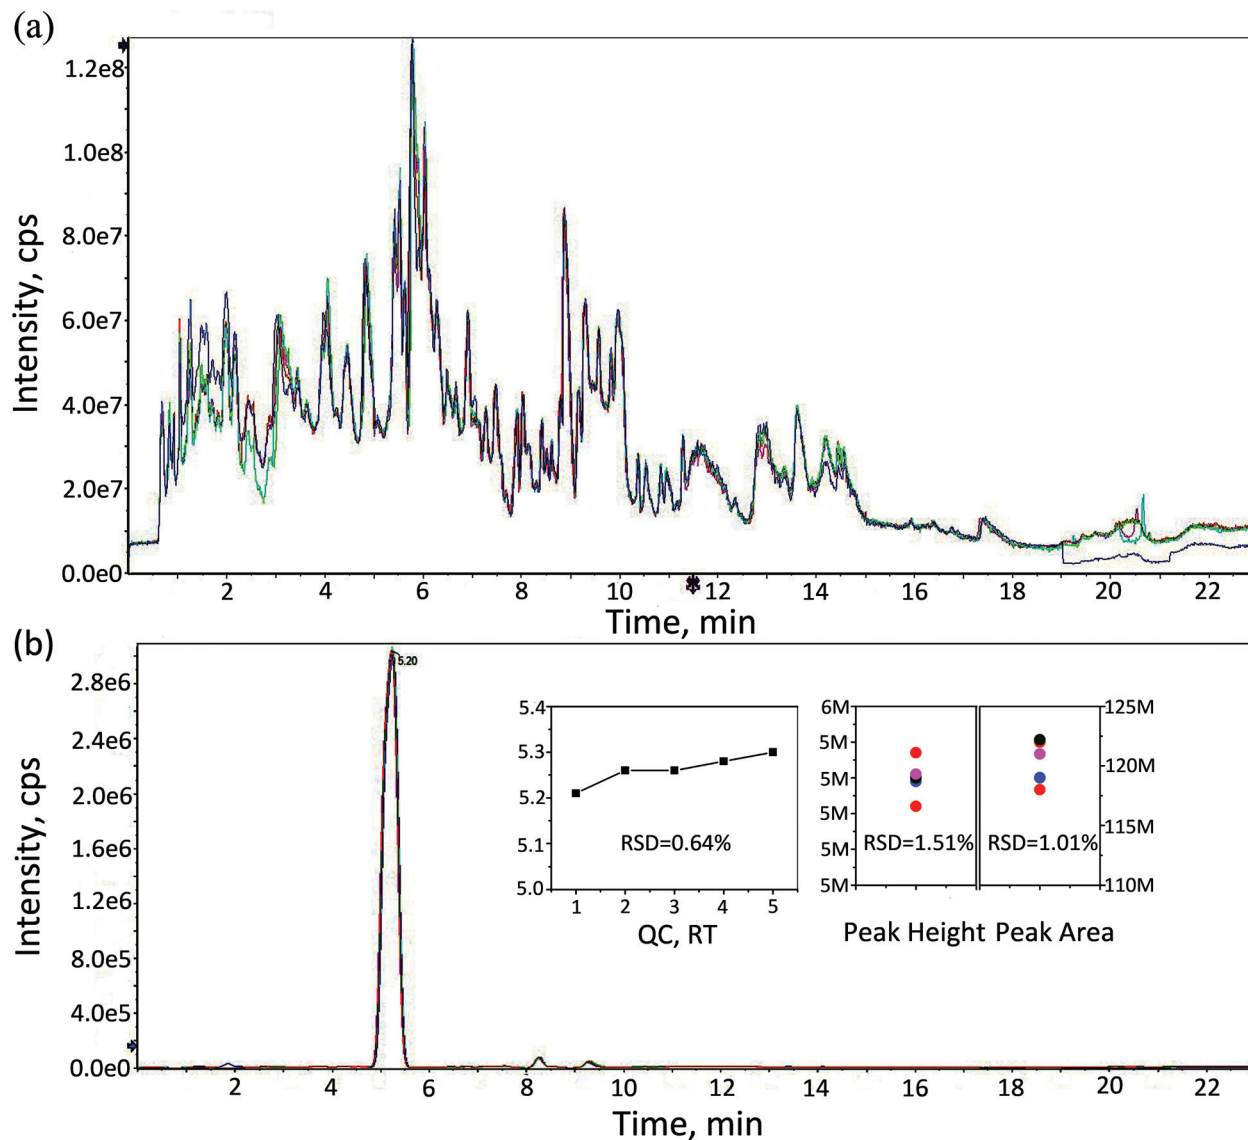 (a)
Intensity, cps
1.2e8
1.0e8
8.0e7
6.0e7
4.0e7
2.0e7
0.0e0
2 4 6 8 10 12 14 16 18 20 22
Time, min
(b)
Intensity, cps
2.8e6
2.4e6
2.0e6
1.6e6
1.2e6
8.0e5
4.0e5
0.0e0
5.20
5.4
5.3
5.2
5.1
5.0
RSD=0.64%
1 2 3 4 5
QC, RT
6M
5M
5M
5M
5M
5M
RSD=1.51%
Peak Height
125M
120M
115M
110M
RSD=1.01%
Peak Area
2 4 6 8 10 12 14 16 18 20 22
Time, min